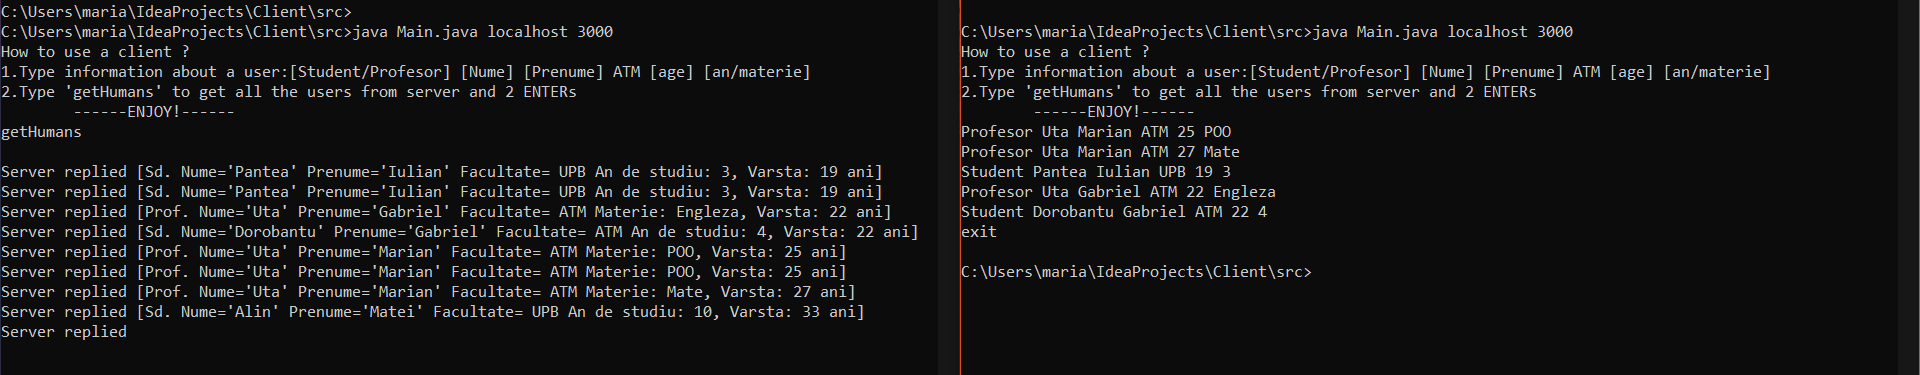 C:\Users\maria\IdeaProjects\Client\src>
C:\Users\maria\IdeaProjects\Client\src>java Main.java localhost 3000
How to use a client ?
1.Type information about a user:[Student/Profesor] [Nume] [Prenume] ATM [age] [an/materie]
2.Type 'getHumans' to get all the users from server and 2 ENTERs
------ENJOY!------
getHumans
Server replied [Sd. Nume='Pantea' Prenume='Iulian' Facultate= UPB An de studiu: 3, Varsta: 19 ani]
Server replied [Sd. Nume='Pantea' Prenume='Iulian' Facultate= UPB An de studiu: 3, Varsta: 19 ani]
Server replied [Prof. Nume='Uta' Prenume='Gabriel' Facultate= ATM Materie: Engleza, Varsta: 22 ani]
Server replied [Sd. Nume='Dorobantu' Prenume='Gabriel' Facultate= ATM An de studiu: 4, Varsta: 22 ani]
Server replied [Prof. Nume='Uta' Prenume='Marian' Facultate= ATM Materie: POO, Varsta: 25 ani]
Server replied [Prof. Nume='Uta' Prenume='Marian' Facultate= ATM Materie: POO, Varsta: 25 ani]
Server replied [Prof. Nume='Uta' Prenume='Marian' Facultate= ATM Materie: Mate, Varsta: 27 ani]
Server replied [Sd. Nume='Alin' Prenume='Matei' Facultate= UPB An de studiu: 10, Varsta: 33 ani]
Server replied
C:\Users\maria\IdeaProjects\Client\src>java Main.java localhost 3000
How to use a client ?
1.Type information about a user:[Student/Profesor] [Nume] [Prenume] ATM [age] [an/materie]
2.Type 'getHumans' to get all the users from server and 2 ENTERs
------ENJOY!------
Profesor Uta Marian ATM 25 POO
Profesor Uta Marian ATM 27 Mate
Student Pantea Iulian UPB 19 3
Profesor Uta Gabriel ATM 22 Engleza
Student Dorobantu Gabriel ATM 22 4
exit
C:\Users\maria\IdeaProjects\Client\src>